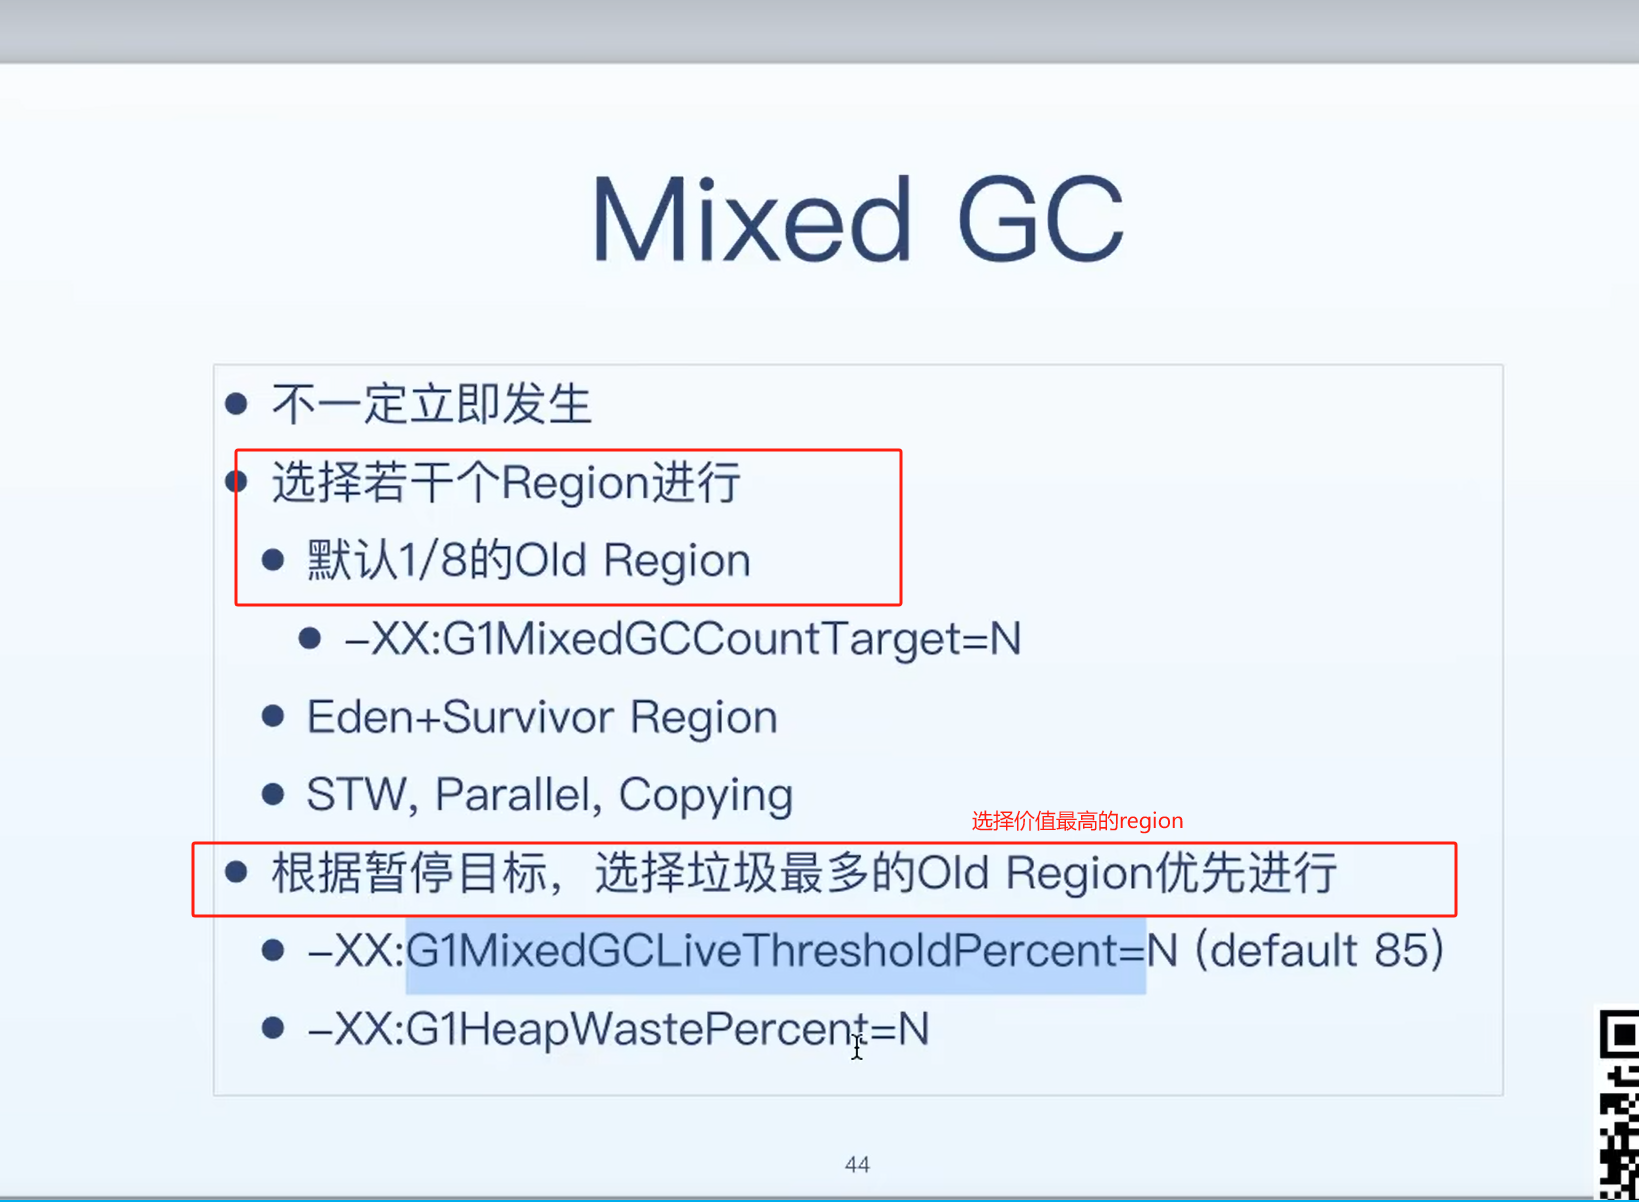 Mixed GC
不一定立即发生
选择若干个Region进行
默认1/8的Old Region
–XX:G1MixedGCCountTarget=N
Eden+Survivor Region
STW, Parallel, Copying
选择价值最高的region
根据暂停目标，选择垃圾最多的Old Region优先进行
–XX:G1MixedGCLiveThresholdPercent=N (default 85)
–XX:G1HeapWastePercent=N
44